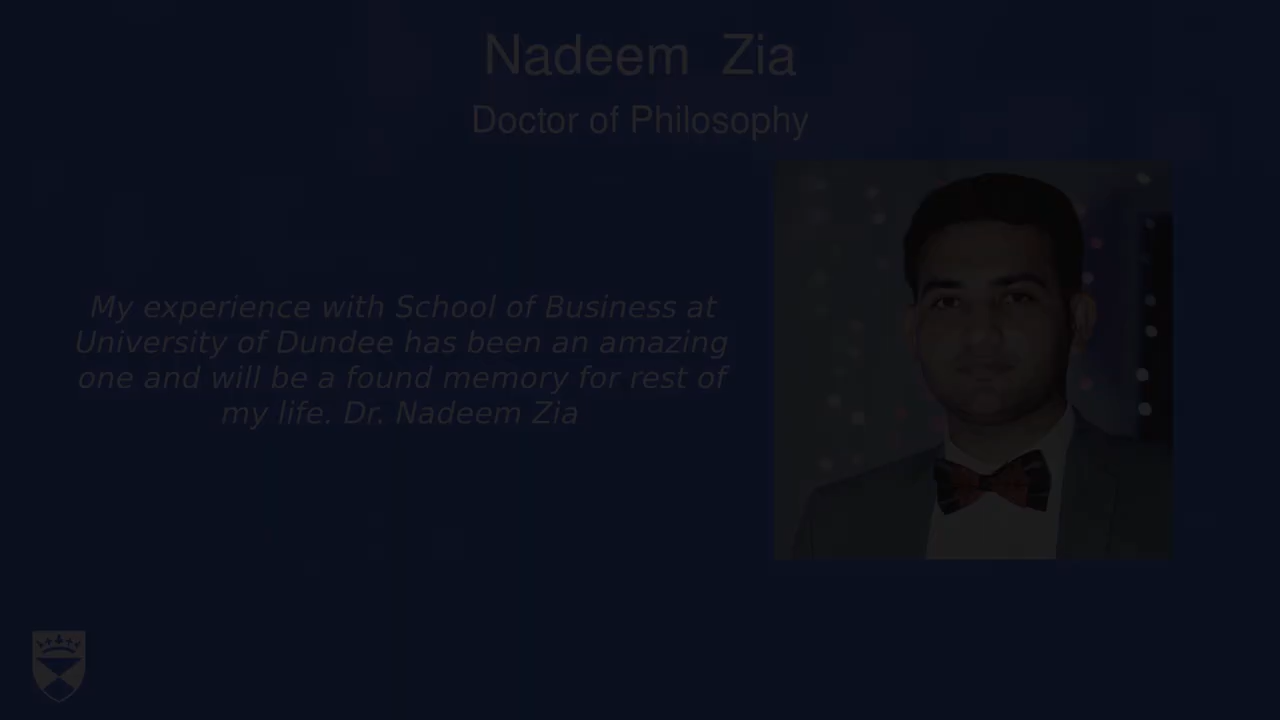 Nadeem Zia
Doctor of Philosophy
My experience with School of Business at
University of Dundee has been an amazing
one and will be a found memory for rest of
my life. Dr. Nadeem Zia